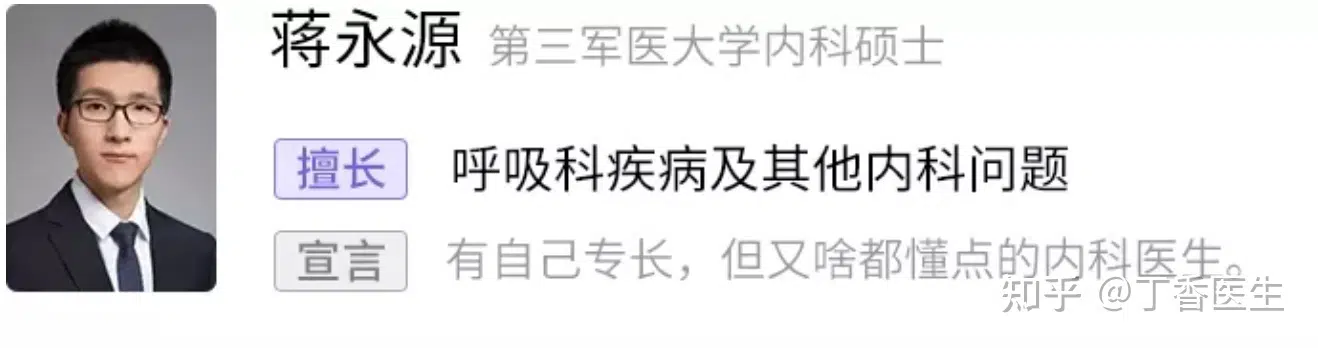 蒋永源 第三军医大学内科硕士
擅长 呼吸科疾病及其他内科问题
宣言 有自己专长，但又啥都懂点的内科医生。
知乎 @丁香医生